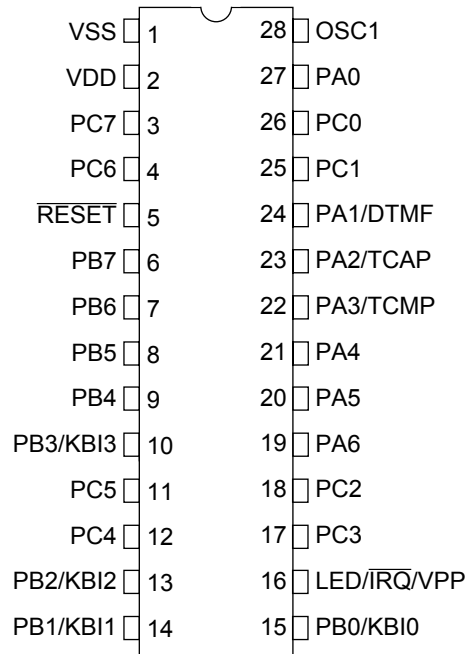 VSS 1 28 OSC1
VDD 2 27 PA0
PC7 3 26 PC0
PC6 4 25 PC1
RESET 5 24 PA1/DTMF
PB7 6 23 PA2/TCAP
PB6 7 22 PA3/TCMP
PB5 8 21 PA4
PB4 9 20 PA5
PB3/KBI3 10 19 PA6
PC5 11 18 PC2
PC4 12 17 PC3
PB2/KBI2 13 16 LED/IRQ/VPP
PB1/KBI1 14 15 PB0/KBI0